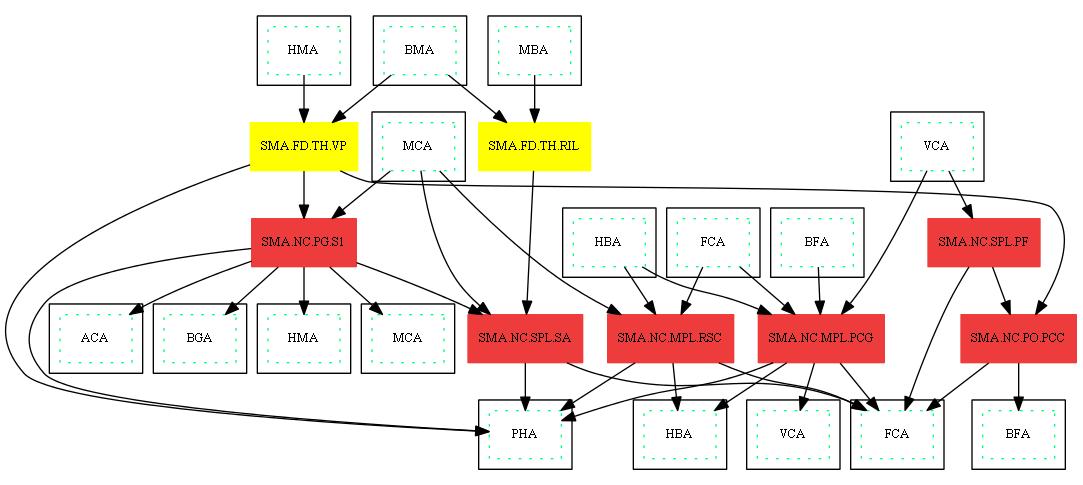 HMA
BMA
MBA
SMA.FD.TH.VP
MCA
SMA.FD.TH.RIL
VCA
SMA.NC.PG.S1
HBA
FCA
BFA
SMA.NC.SPL.PF
ACA
BGA
HMA
MCA
SMA.NC.SPL.SA
SMA.NC.MPL.RSC
SMA.NC.MPL.PCG
SMA.NC.PO.PCC
PHA
HBA
VCA
FCA
BFA